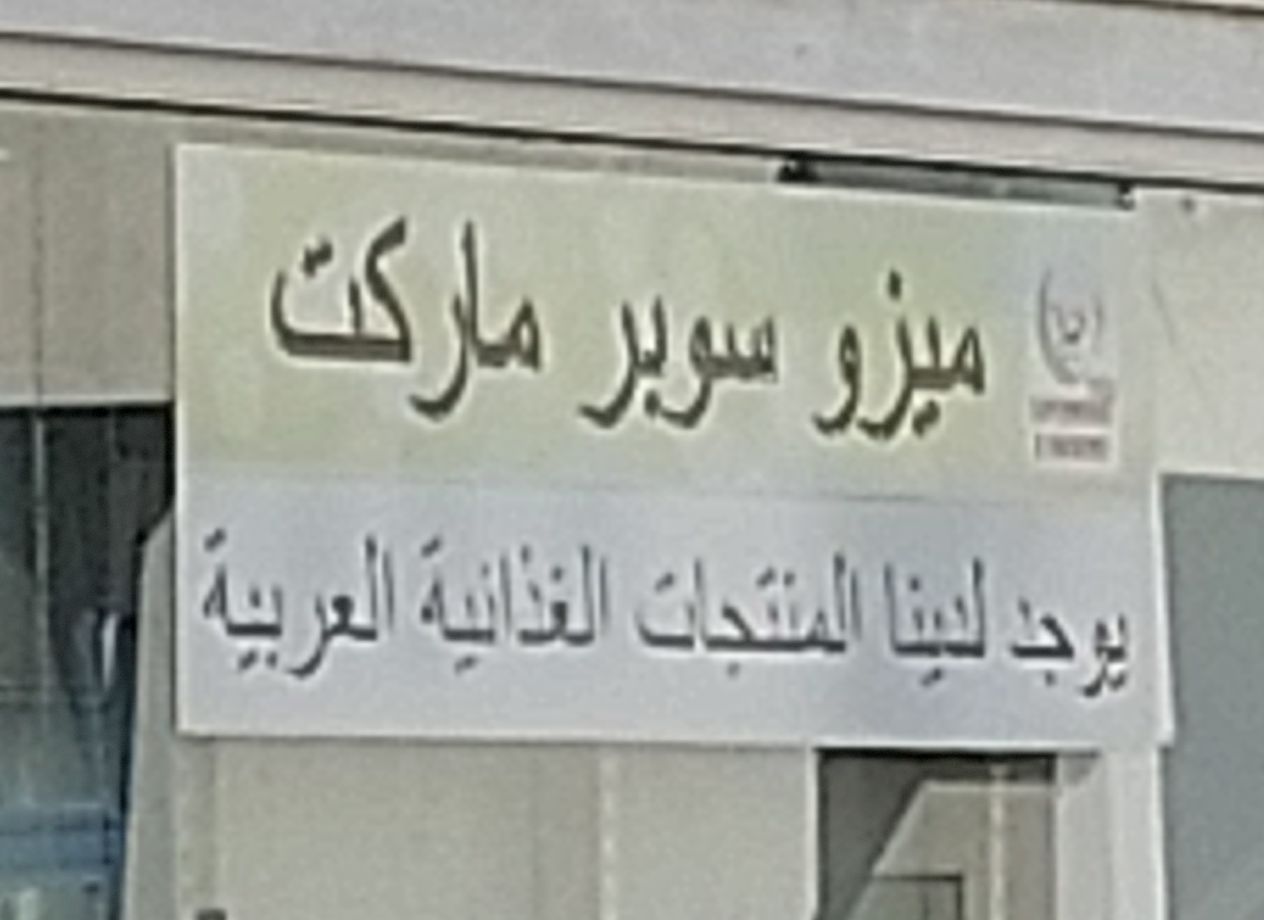 ميزو سوبر ماركت
يوجد لدينا المنتجات الغذائية العربية